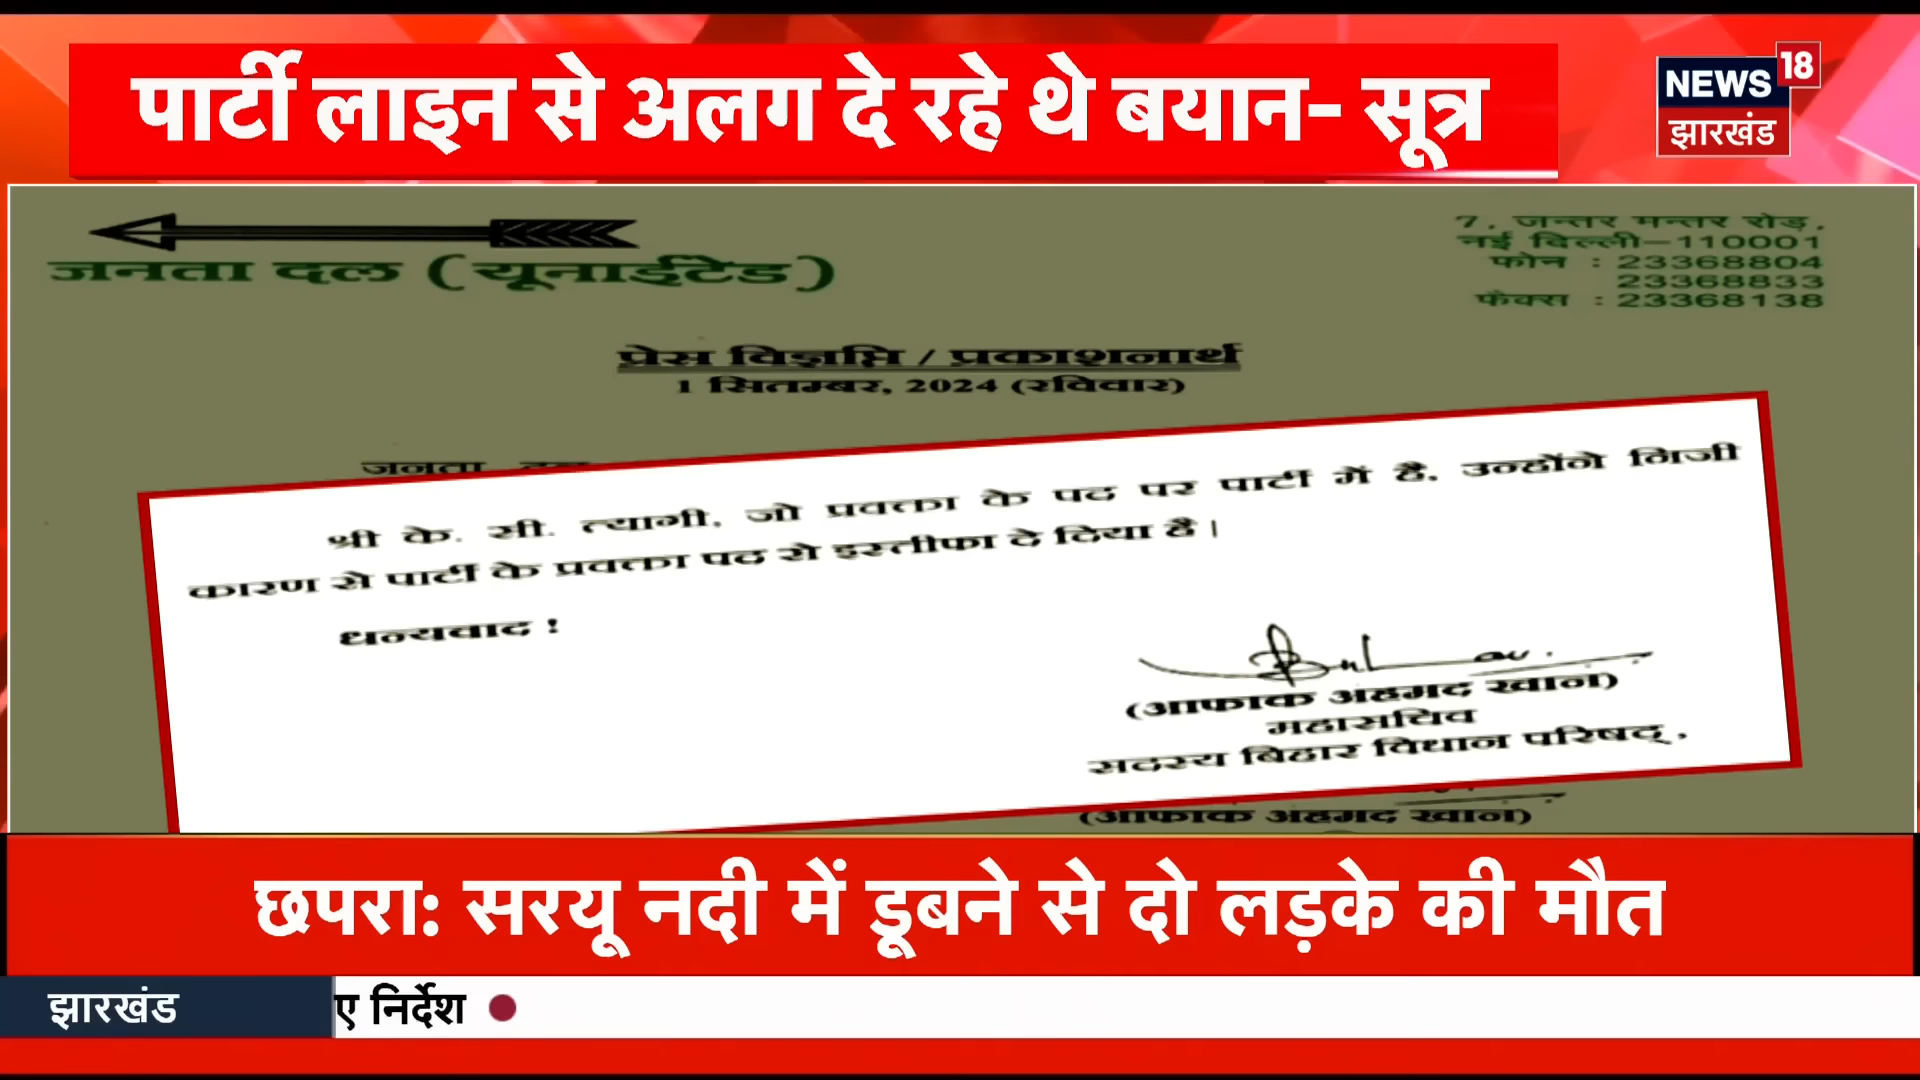 पार्टी लाइन से अलग दे रहे थे बयान- सूत्र
NEWS 18
झारखंड
जनता दल (यूनाईटेड)
7, जन्तर मन्तर रोड़,
नई दिल्ली-110001
फोन : 23368804
23368833
फैक्स : 23368138
प्रेस विज्ञप्ति / प्रकाशनार्थ
1 सितम्बर, 2024 (रविवार)
जनता दल
श्री के. सी. त्यागी, जो प्रवक्ता के पद पर पार्टी में है, उन्होंने निजी
कारण से पार्टी के प्रवक्ता पद से इस्तीफा दे दिया है।
धन्यवाद !
(आफाक अहमद खान)
महासचिव
सदस्य बिहार विधान परिषद्,
(आफाक अहमद खान)
छपरा: सरयू नदी में डूबने से दो लड़के की मौत
झारखंड
ए निर्देश